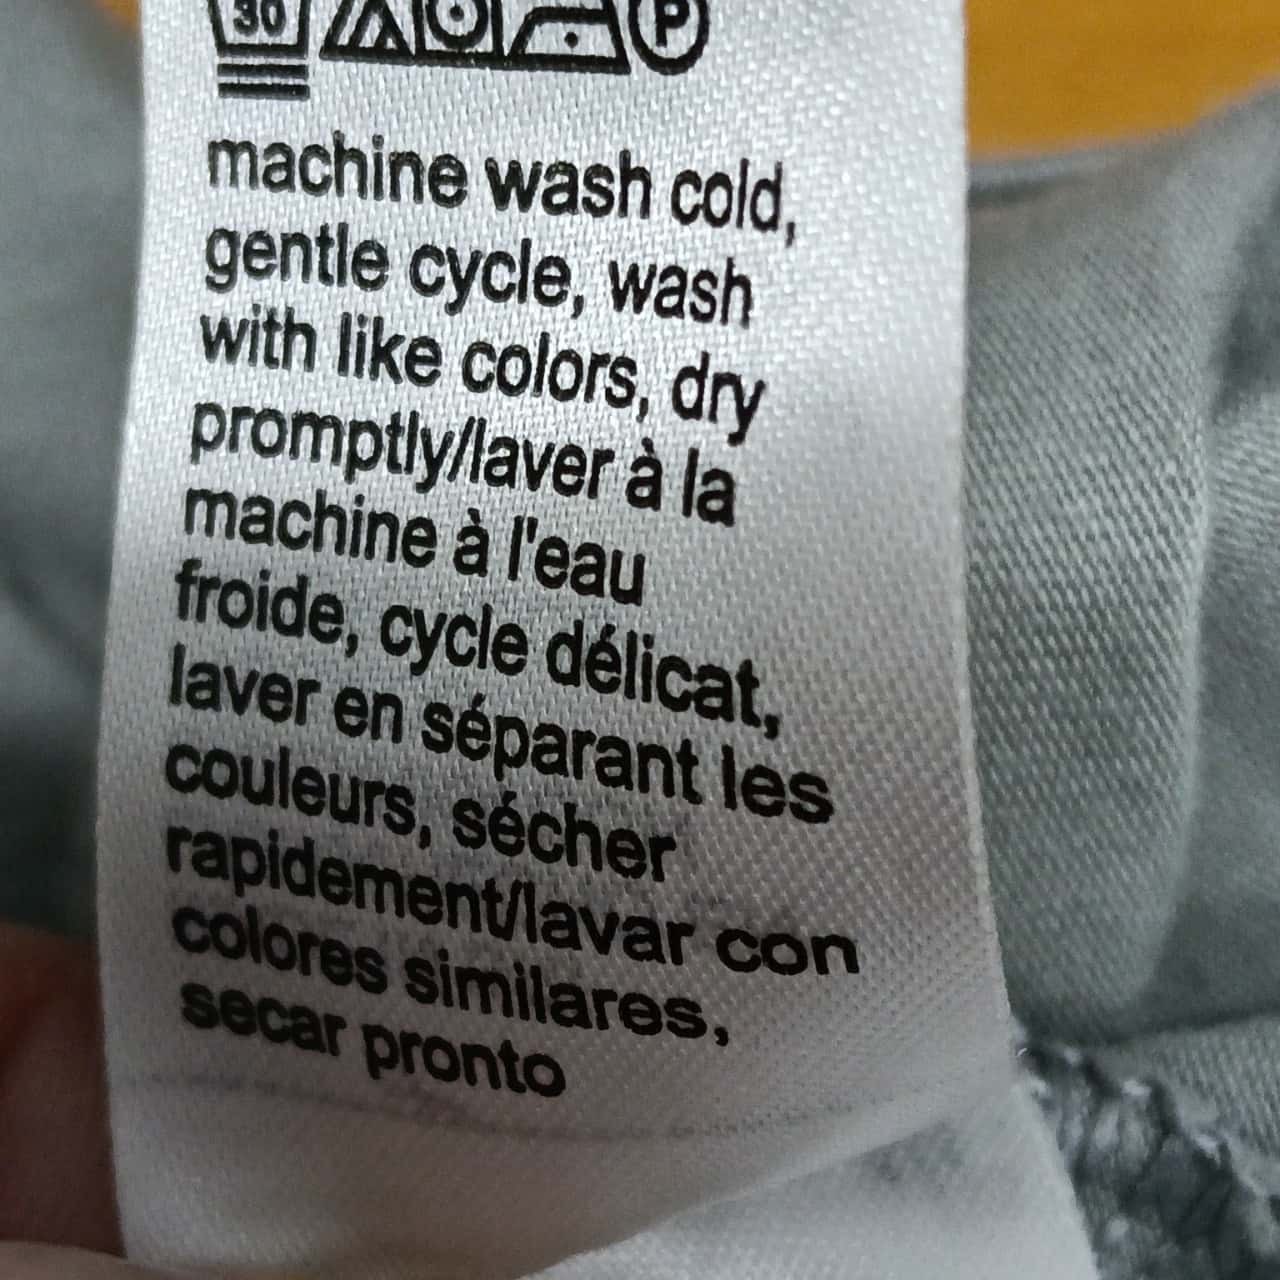 30 P
machine wash cold,
gentle cycle, wash
with like colors, dry
promptly/laver à la
machine à l'eau
froide, cycle délicat,
laver en séparant les
couleurs, sécher
rapidement/lavar con
colores similares,
secar pronto